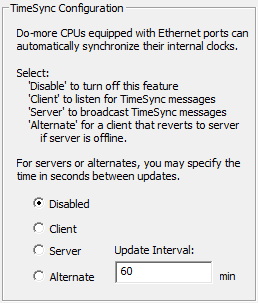 TimeSync Configuration
Do-more CPUs equipped with Ethernet ports can
automatically synchronize their internal clocks.
Select:
'Disable' to turn off this feature
'Client' to listen for TimeSync messages
'Server' to broadcast TimeSync messages
'Alternate' for a client that reverts to server
if server is offline.
For servers or alternates, you may specify the
time in seconds between updates.
Disabled
Client
Server Update Interval:
Alternate 60 min